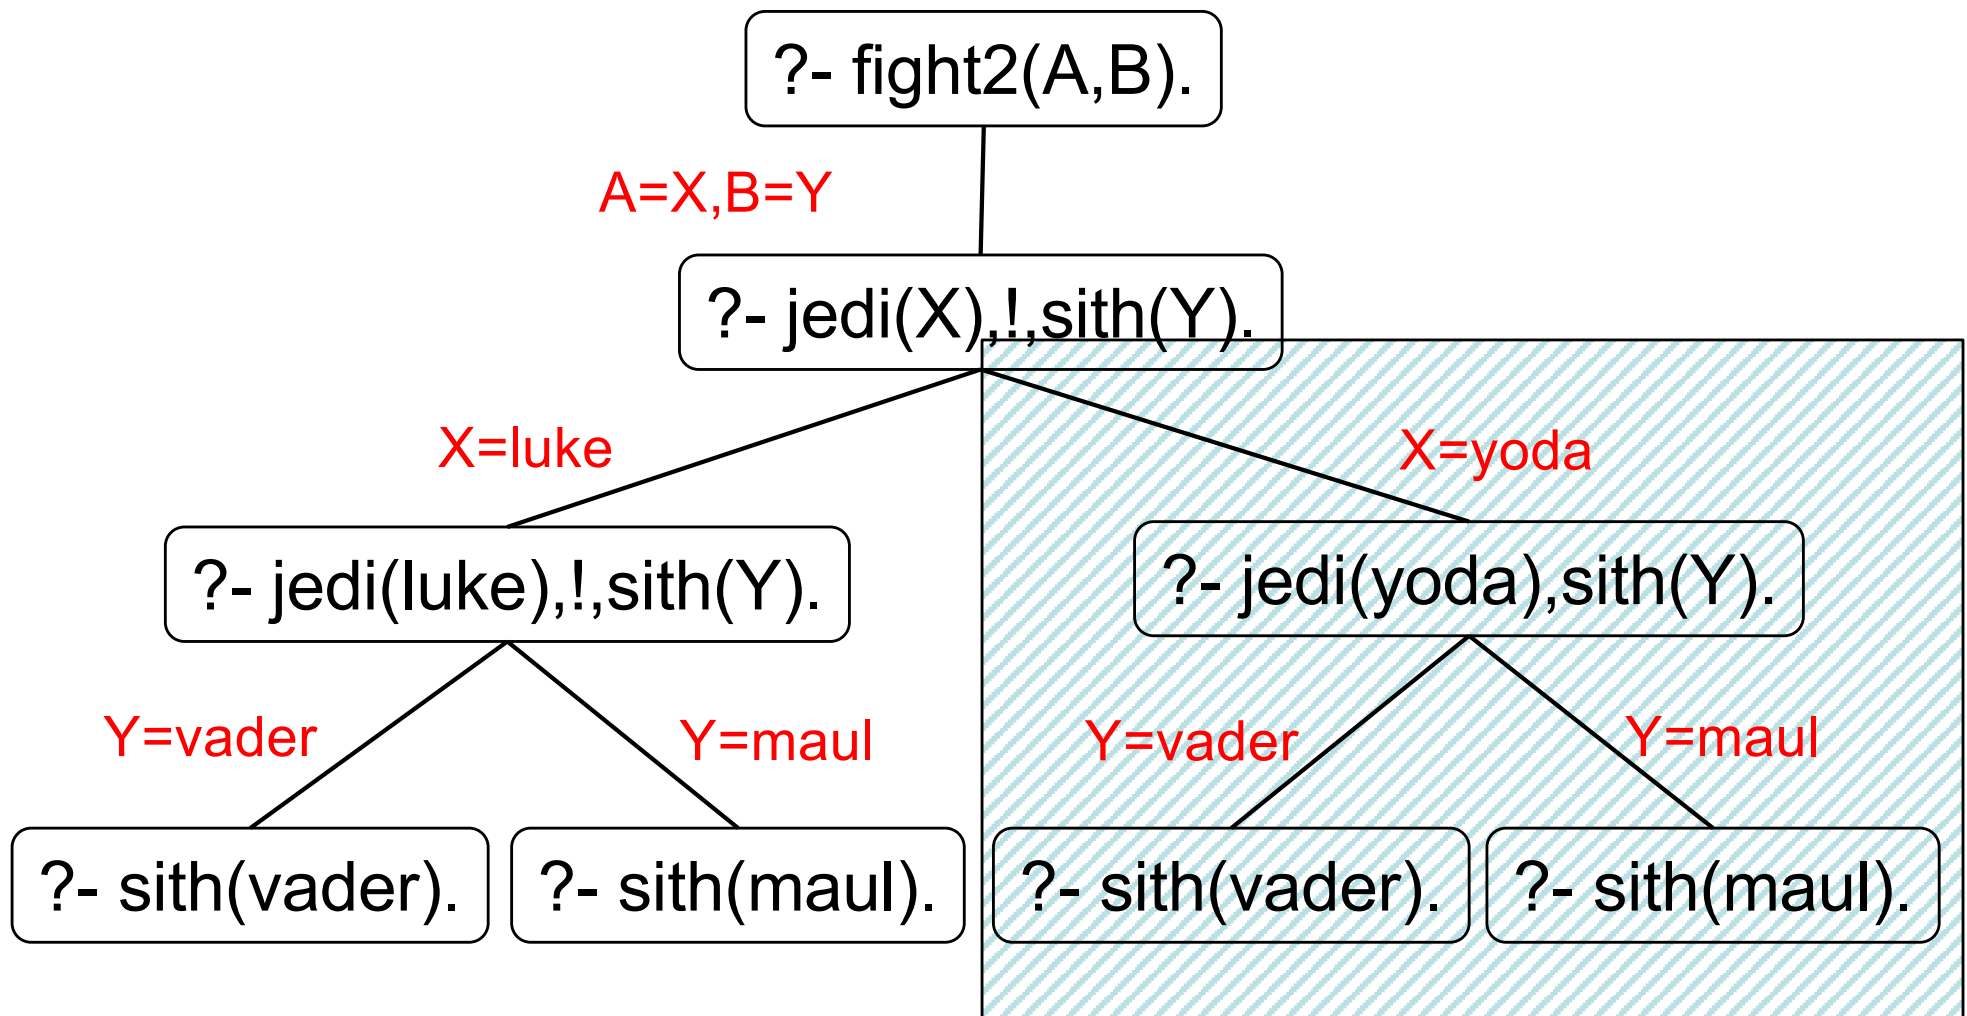 ?- fight2(A,B).
A=X,B=Y
?- jedi(X),!,sith(Y).
X=luke
X=yoda
?- jedi(luke),!,sith(Y).
?- jedi(yoda),sith(Y).
Y=vader
Y=maul
Y=vader
Y=maul
?- sith(vader).
?- sith(maul).
?- sith(vader).
?- sith(maul).